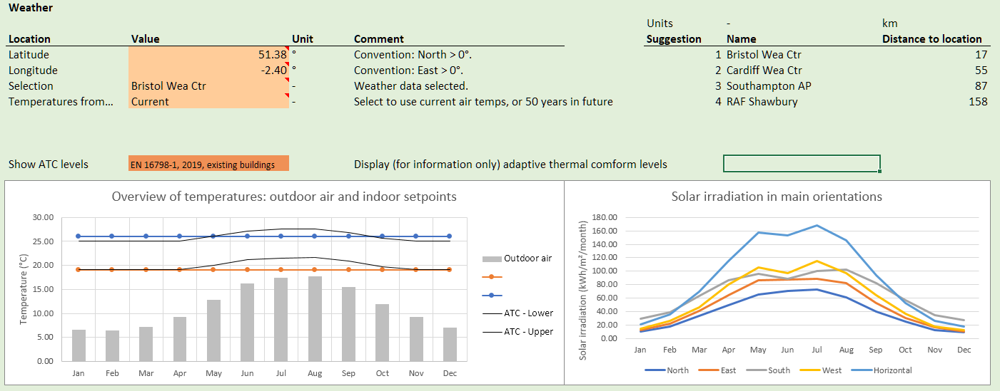 Weather
Units - km
Location Value Unit Comment Suggestion Name Distance to location
Latitude 51.38 ° Convention: North > 0°. 1 Bristol Wea Ctr 17
Longitude -2.40 ° Convention: East > 0°. 2 Cardiff Wea Ctr 55
Selection Bristol Wea Ctr - Weather data selected. 3 Southampton AP 87
Temperatures from... Current - Select to use current air temps, or 50 years in future 4 RAF Shawbury 158
Show ATC levels EN 16798-1, 2019, existing buildings Display (for information only) adaptive thermal comform levels
Overview of temperatures: outdoor air and indoor setpoints
Temperature (°C)
30.00
25.00
20.00
15.00
10.00
5.00
0.00
Jan Feb Mar Apr May Jun Jul Aug Sep Oct Nov Dec
Outdoor air
ATC - Lower
ATC - Upper
Solar irradiation in main orientations
Solar irradiation (kWh/m²/month)
180.00
160.00
140.00
120.00
100.00
80.00
60.00
40.00
20.00
0.00
Jan Feb Mar Apr May Jun Jul Aug Sep Oct Nov Dec
North East South West Horizontal